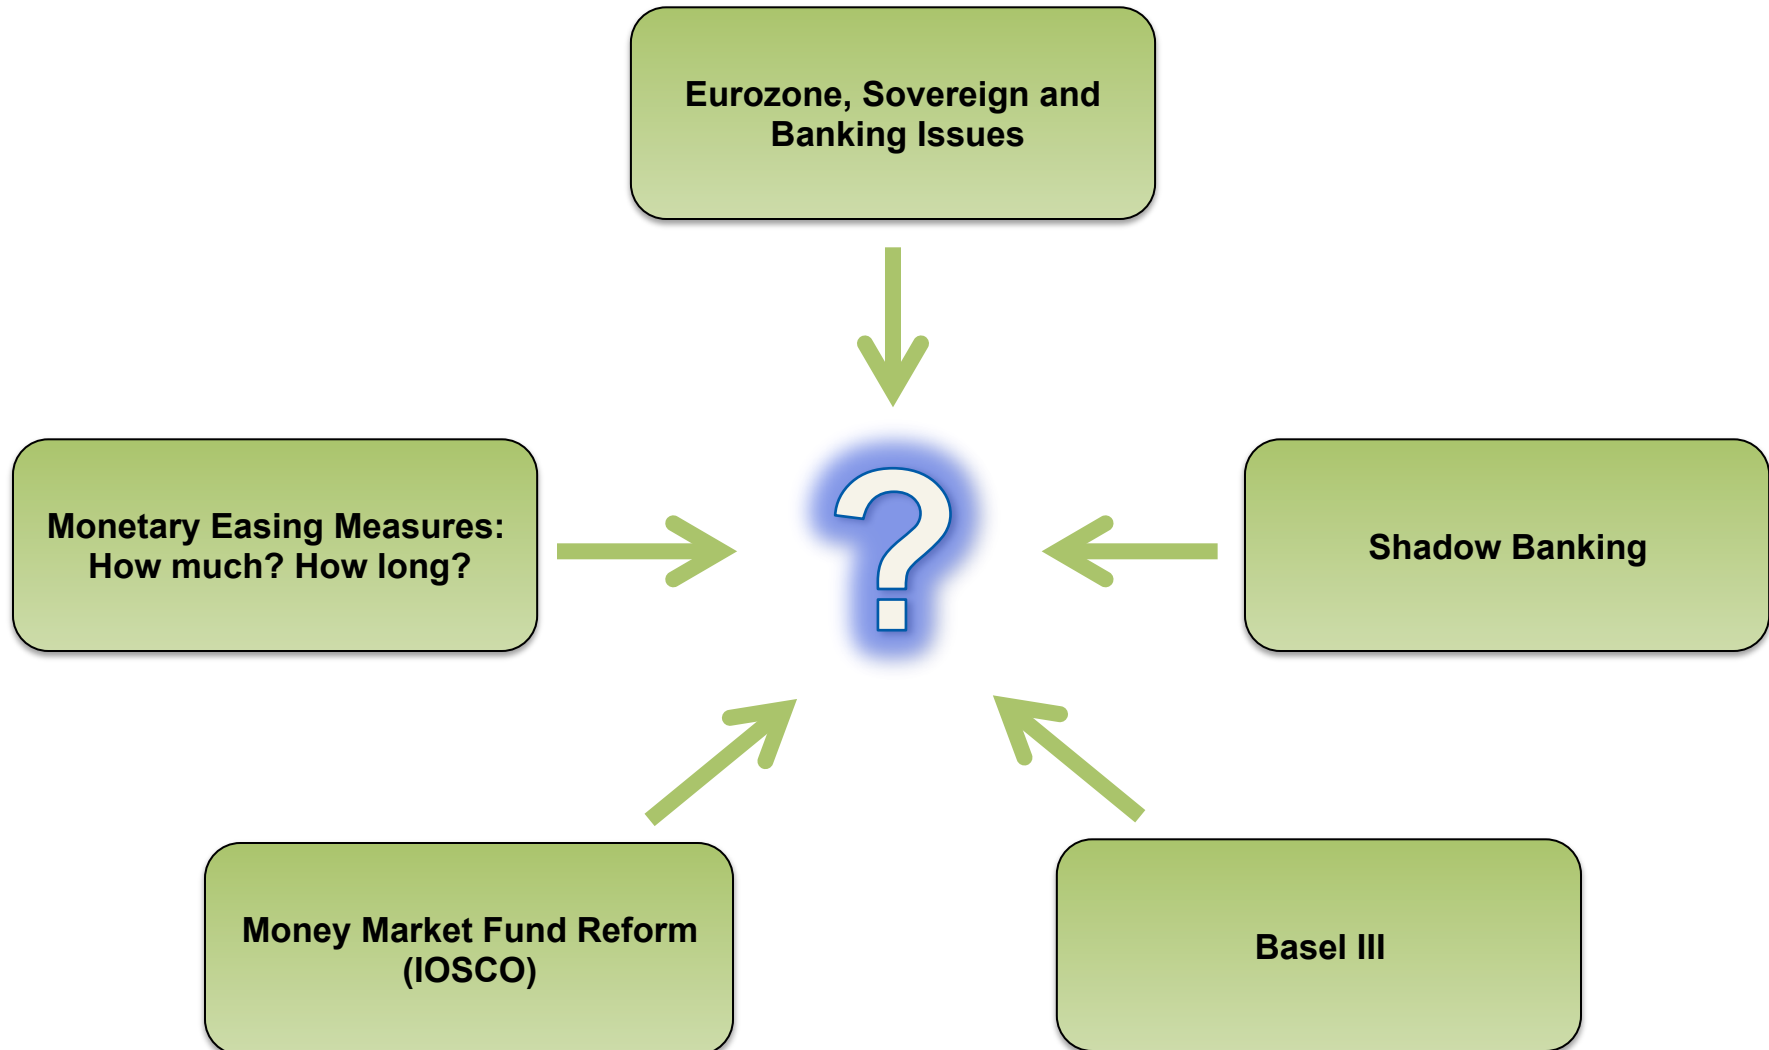 Eurozone, Sovereign and
Banking Issues
Monetary Easing Measures:
How much? How long?
?
Shadow Banking
Money Market Fund Reform
(IOSCO)
Basel III